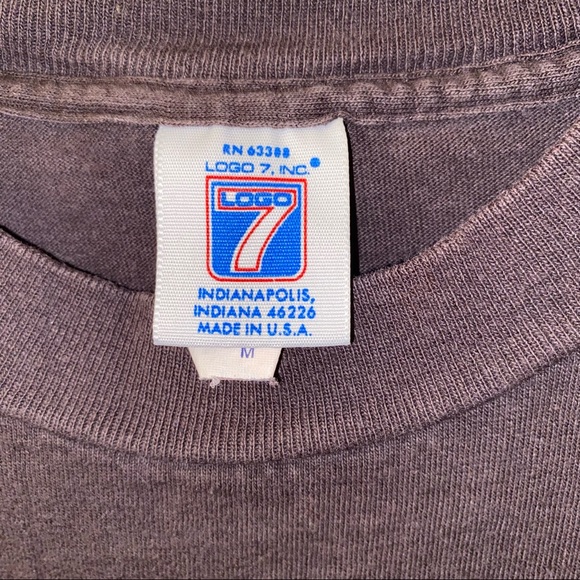 RN 63388
LOGO 7, INC.®
LOGO
7
INDIANAPOLIS,
INDIANA 46226
MADE IN U.S.A.
M